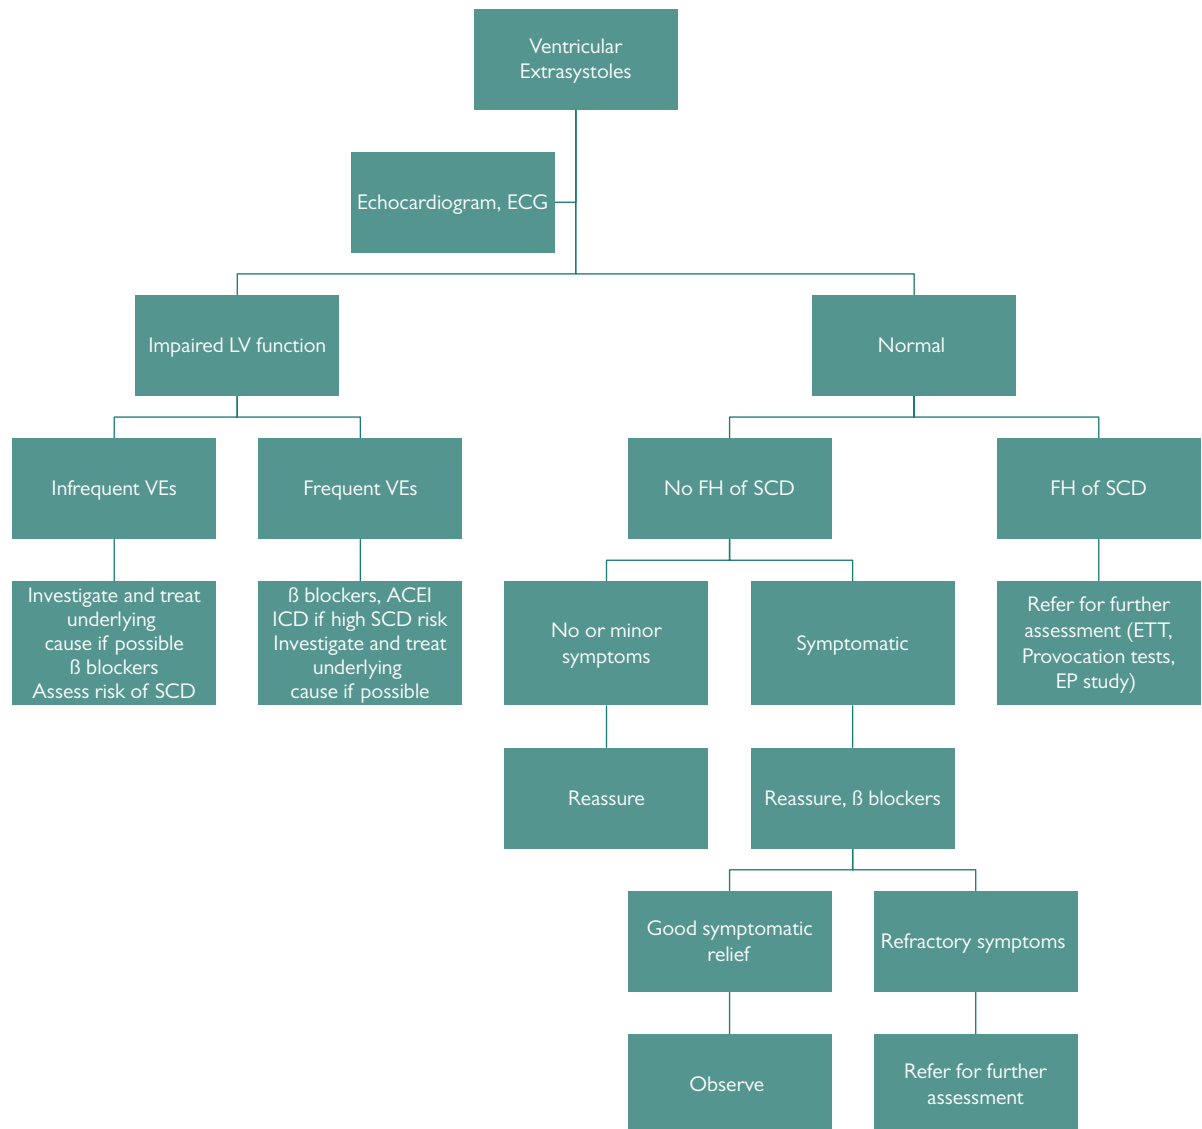 Ventricular
Extrasystoles
Echocardiogram, ECG
Impaired LV function
Normal
Infrequent VEs
Frequent VEs
No FH of SCD
FH of SCD
Investigate and treat
underlying
cause if possible
ß blockers
Assess risk of SCD
ß blockers, ACEI
ICD if high SCD risk
Investigate and treat
underlying
cause if possible
No or minor
symptoms
Symptomatic
Refer for further
assessment (ETT,
Provocation tests,
EP study)
Reassure
Reassure, ß blockers
Good symptomatic
relief
Refractory symptoms
Observe
Refer for further
assessment